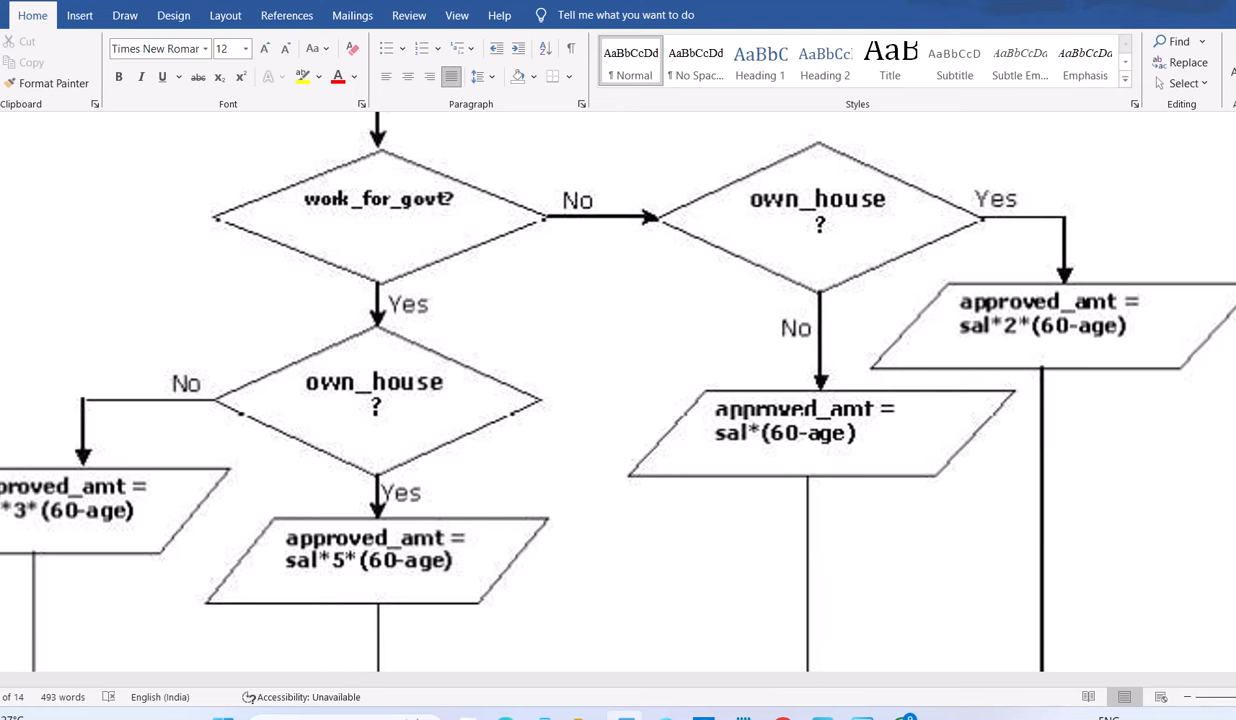 Home Insert Draw Design Layout References Mailings Review View Help Tell me what you want to do
Cut
Copy
Format Painter
Clipboard
Times New Romar 12
Font
Paragraph
AaBbCcDd AaBbCcDd AaBbC AaBbCc AaB AaBbCcD AaBbCcDd AaBbCcDd
¶ Normal ¶ No Spac... Heading 1 Heading 2 Title Subtitle Subtle Em... Emphasis
Styles
Find
Replace
Select
Editing
work_for_govt?
No
own_house
?
Yes
Yes
approved_amt =
sal*2*(60-age)
No
own_house
?
No
approved_amt =
sal*(60-age)
proved_amt =
*3*(60-age)
Yes
approved_amt =
sal*5*(60-age)
of 14 493 words English (India) Accessibility: Unavailable